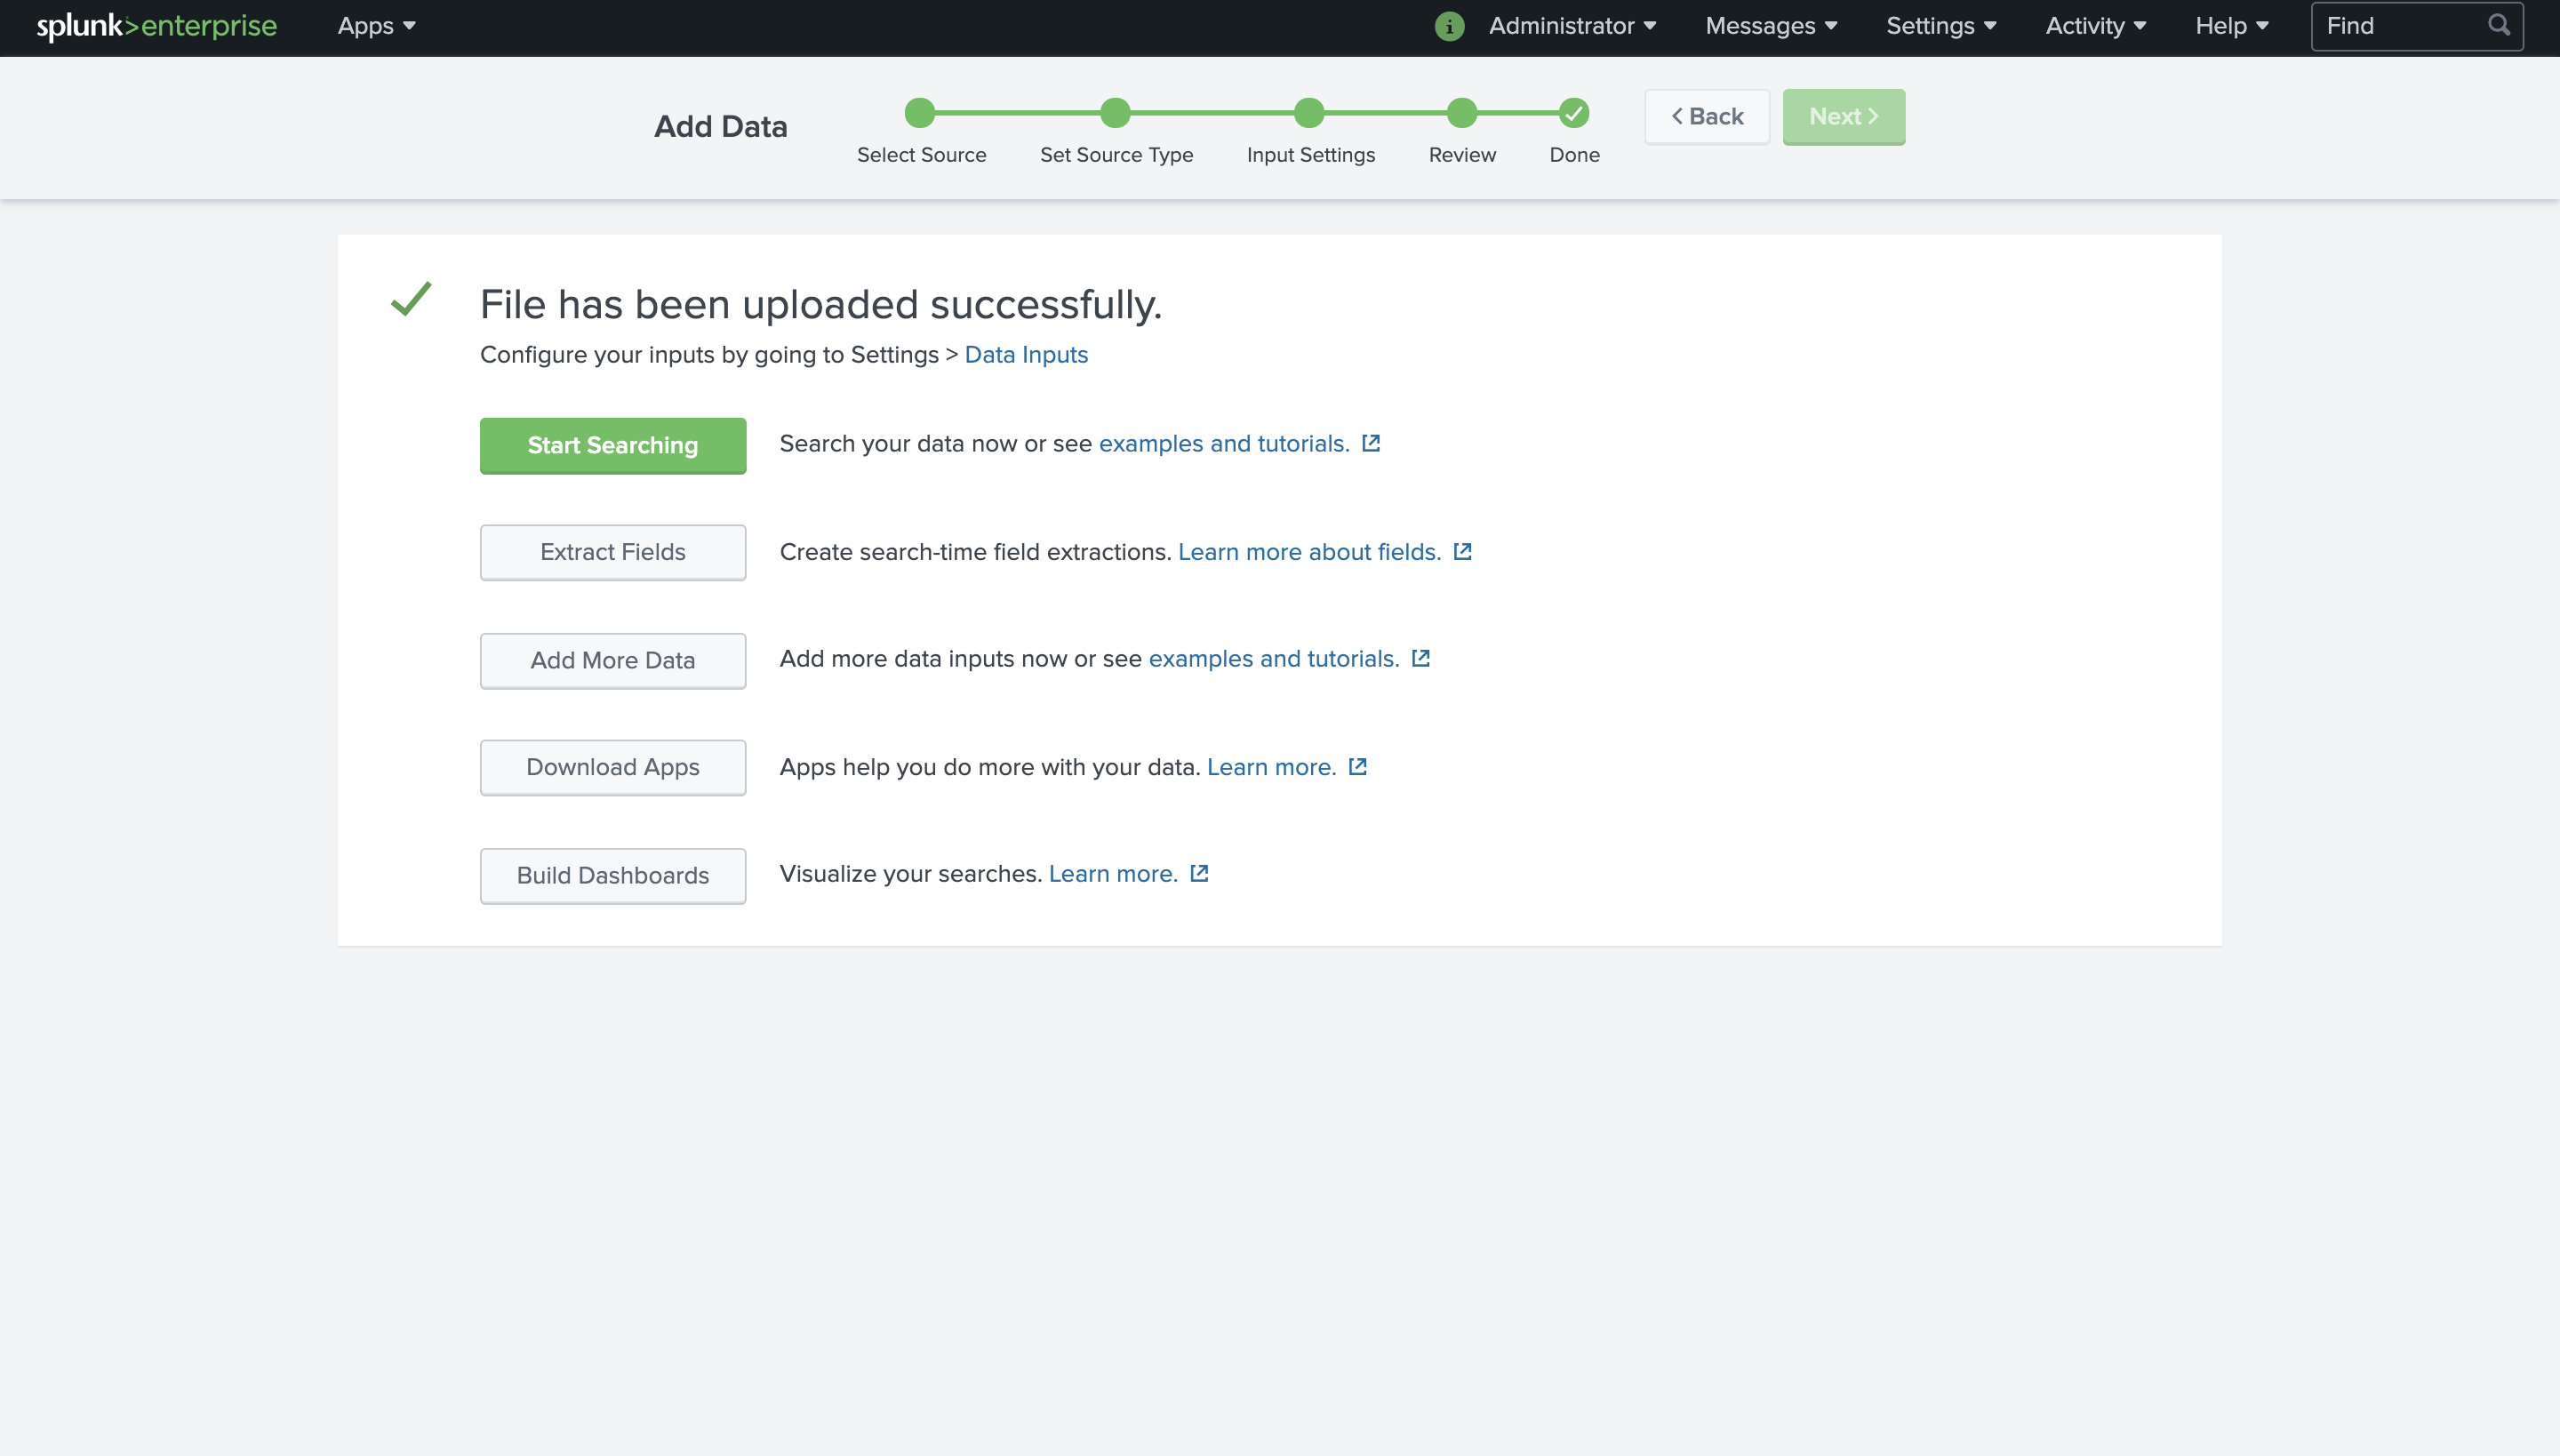 splunk>enterprise Apps Administrator Messages Settings Activity Help Find
Add Data
Select Source Set Source Type Input Settings Review Done
Back Next
File has been uploaded successfully.
Configure your inputs by going to Settings > Data Inputs
Start Searching Search your data now or see examples and tutorials.
Extract Fields Create search-time field extractions. Learn more about fields.
Add More Data Add more data inputs now or see examples and tutorials.
Download Apps Apps help you do more with your data. Learn more.
Build Dashboards Visualize your searches. Learn more.